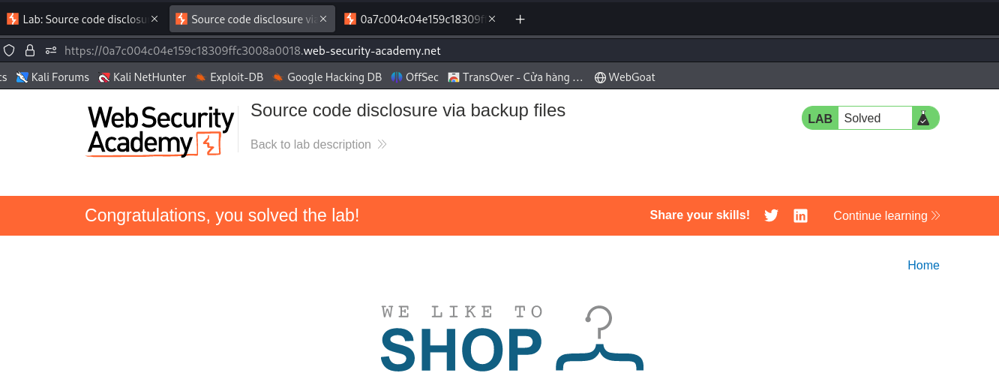 Lab: Source code disclosu
Source code disclosure via
0a7c004c04e159c18309ff
https://0a7c004c04e159c18309ffc3008a0018.web-security-academy.net
cs Kali Forums Kali NetHunter Exploit-DB Google Hacking DB OffSec TransOver - Cửa hàng ... WebGoat
Web Security
Academy
Source code disclosure via backup files
Back to lab description
LAB Solved
Congratulations, you solved the lab!
Share your skills!
Continue learning
Home
WE LIKE TO
SHOP